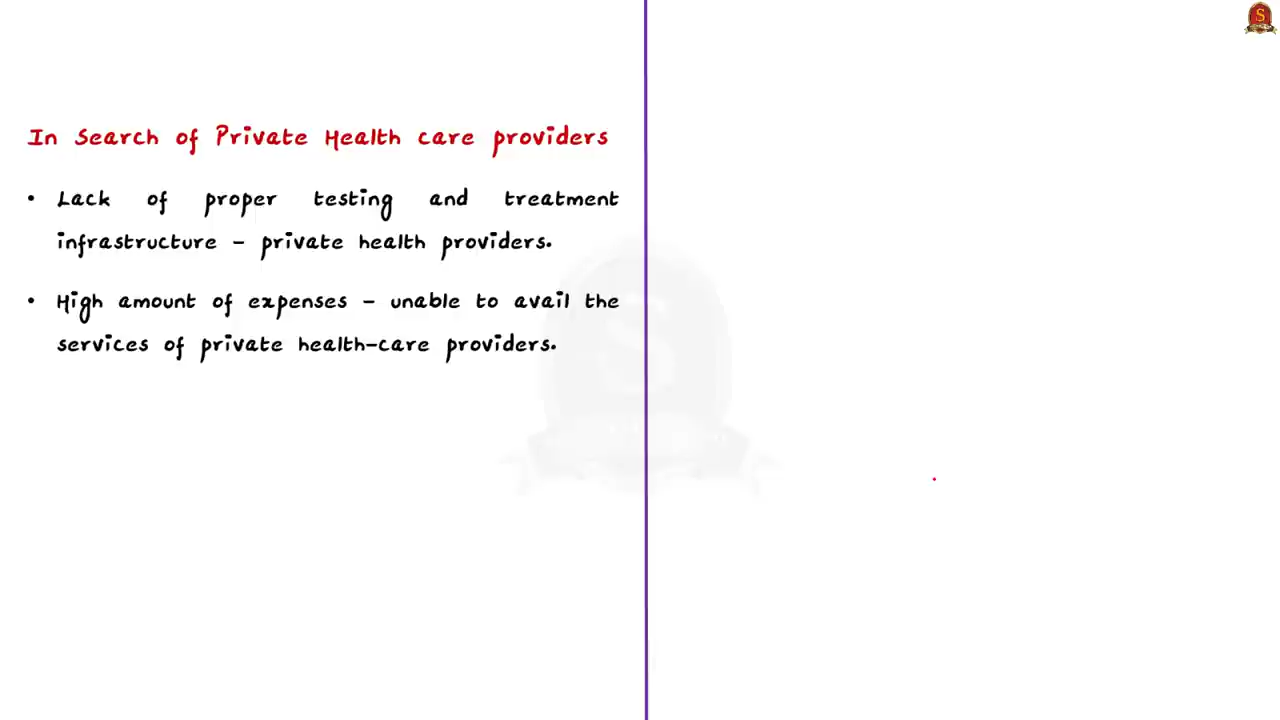 In Search of Private Health care providers
• Lack of proper testing and treatment
infrastructure – private health providers.
• High amount of expenses – unable to avail the
services of private health-care providers.
S